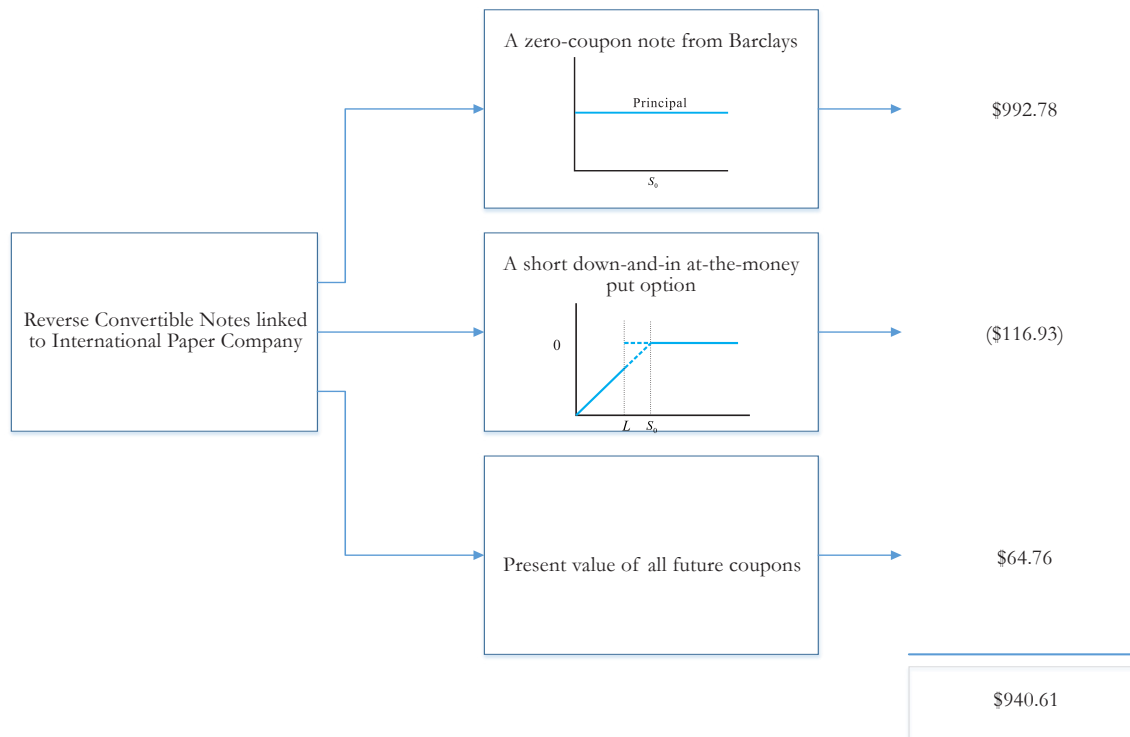 A zero-coupon note from Barclays
Principal
S₀
$992.78
Reverse Convertible Notes linked
to International Paper Company
A short down-and-in at-the-money
put option
0
L S₀
($116.93)
Present value of all future coupons
$64.76
$940.61